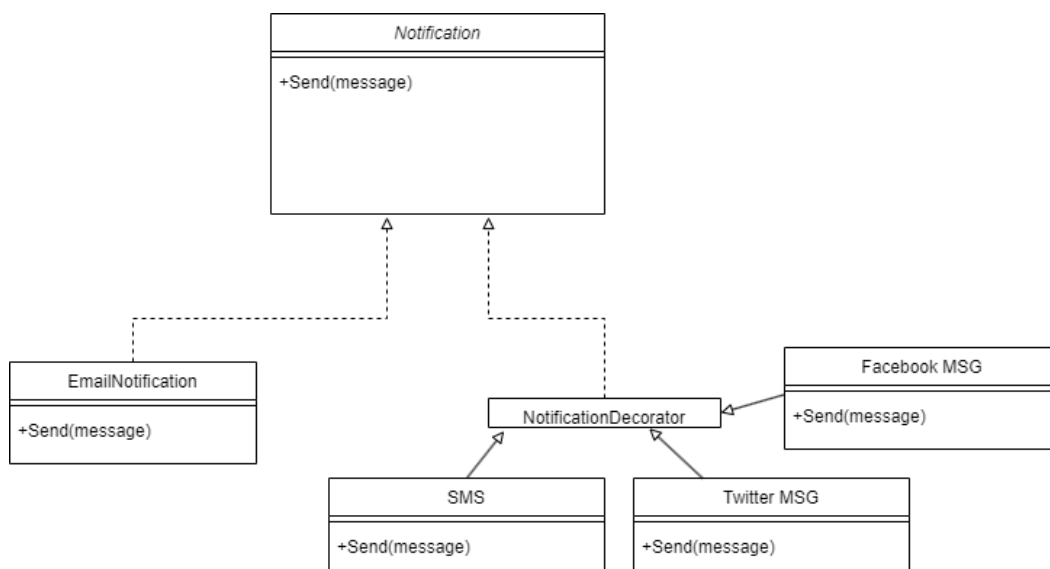 Notification
+Send(message)
EmailNotification
+Send(message)
NotificationDecorator
Facebook MSG
+Send(message)
SMS
+Send(message)
Twitter MSG
+Send(message)